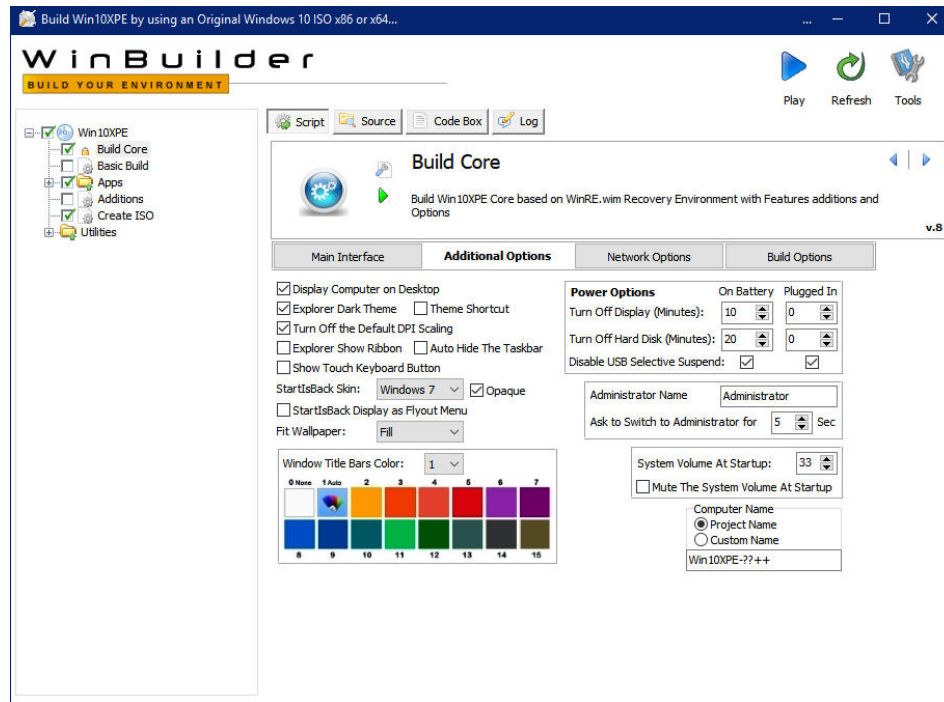 Build Win10XPE by using an Original Windows 10 ISO x86 or x64...
...
WinBuilder
BUILD YOUR ENVIRONMENT
Play Refresh Tools
Script Source Code Box Log
Win10XPE
Build Core
Basic Build
Apps
Additions
Create ISO
Utilities
Build Core
Build Win10XPE Core based on WinRE.wim Recovery Environment with Features additions and
Options
v.8
Main Interface Additional Options Network Options Build Options
Display Computer on Desktop
Explorer Dark Theme Theme Shortcut
Turn Off the Default DPI Scaling
Explorer Show Ribbon Auto Hide The Taskbar
Show Touch Keyboard Button
StartIsBack Skin: Windows 7 Opaque
StartIsBack Display as Flyout Menu
Fit Wallpaper: Fill
Window Title Bars Color: 1
0 None 1 Auto 2 3 4 5 6 7
8 9 10 11 12 13 14 15
Power Options On Battery Plugged In
Turn Off Display (Minutes): 10 0
Turn Off Hard Disk (Minutes): 20 0
Disable USB Selective Suspend:
Administrator Name Administrator
Ask to Switch to Administrator for 5 Sec
System Volume At Startup: 33
Mute The System Volume At Startup
Computer Name
Project Name
Custom Name
Win10XPE-??++